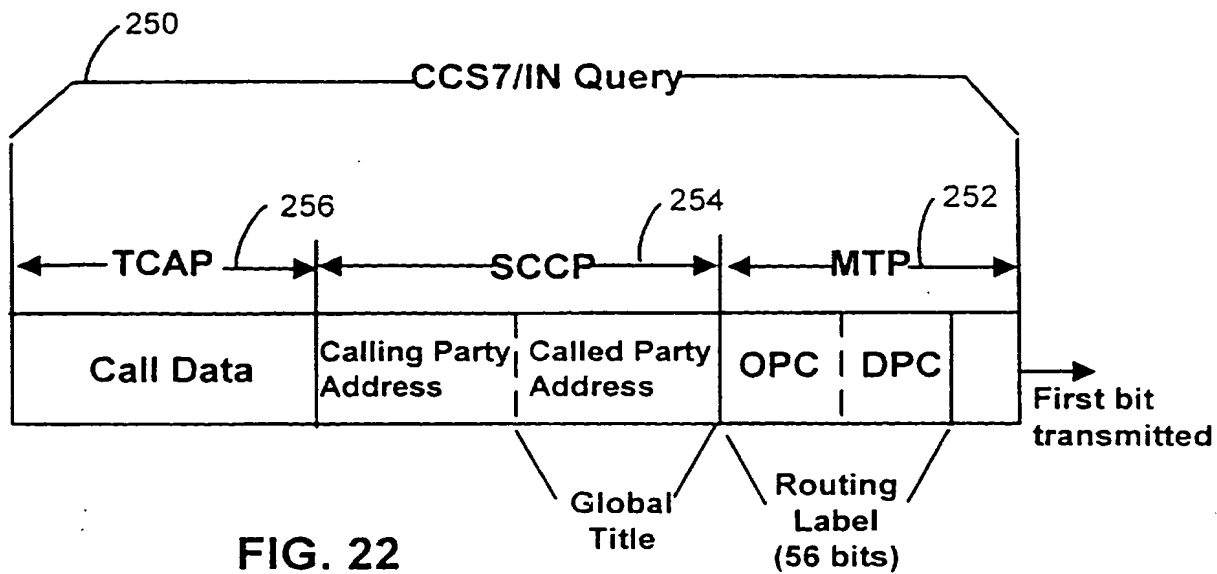 250
CCS7/IN Query
256
254
252
TCAP
SCCP
MTP
Call Data
Calling Party
Address
Called Party
Address
OPC
DPC
First bit
transmitted
Global
Title
Routing
Label
(56 bits)
FIG. 22